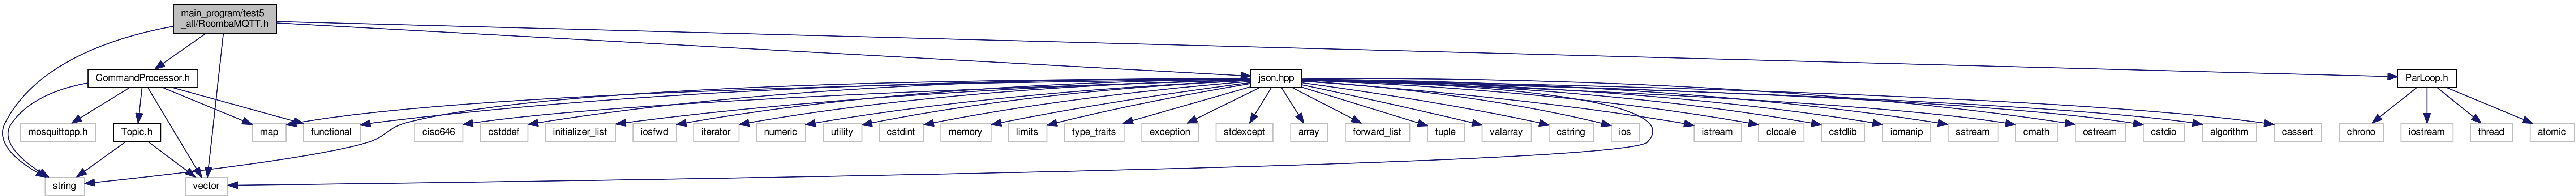 main_program/test5
_all/RoombaMQTT.h
CommandProcessor.h
json.hpp
ParLoop.h
mosquittopp.h
Topic.h
map
functional
ciso646
cstddef
initializer_list
iosfwd
iterator
numeric
utility
cstdint
memory
limits
type_traits
exception
stdexcept
array
forward_list
tuple
valarray
cstring
ios
istream
clocale
cstdlib
iomanip
sstream
cmath
ostream
cstdio
algorithm
cassert
chrono
iostream
thread
atomic
string
vector